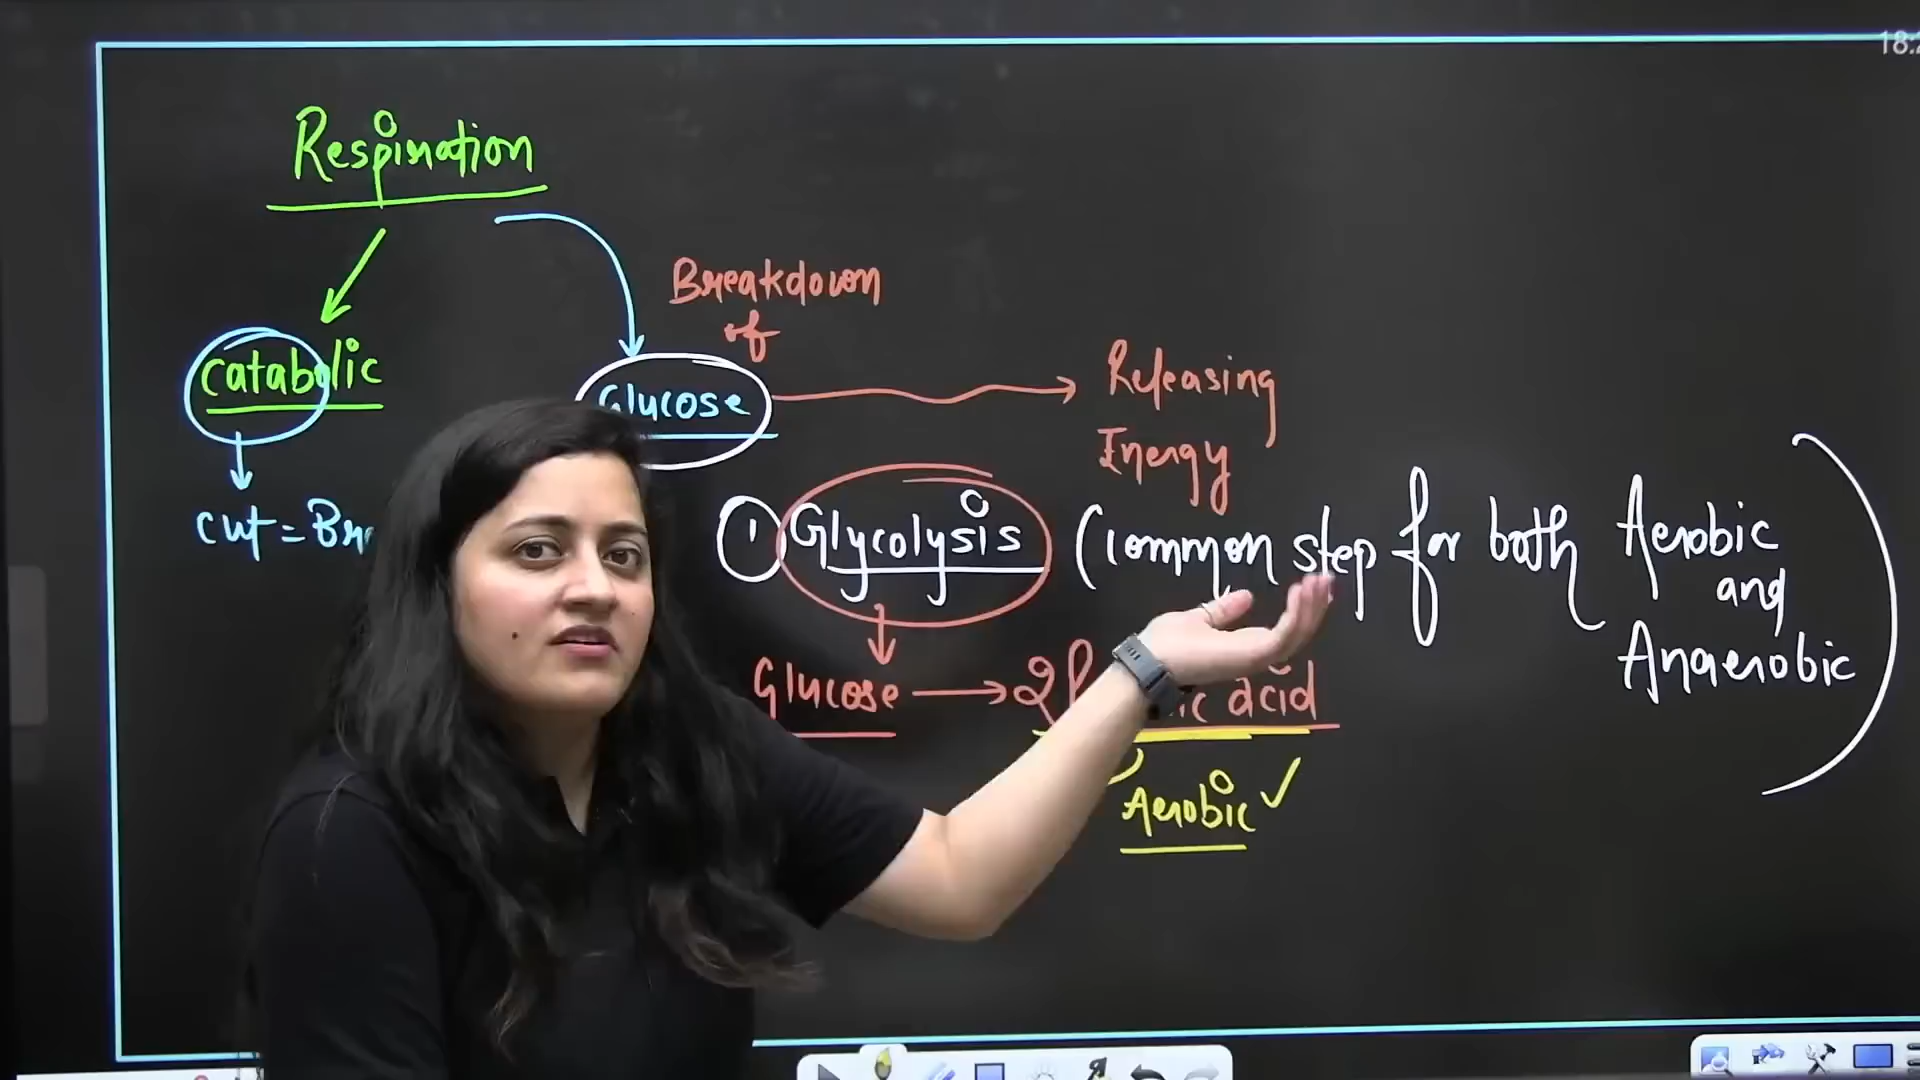 18:
Respiration
Breakdown
of
catabolic
Glucose
Releasing
Energy
cut =
1 Glycolysis (common step for both Aerobic
and
Anaerobic)
Glucose → 2 acid
Aerobic ✓